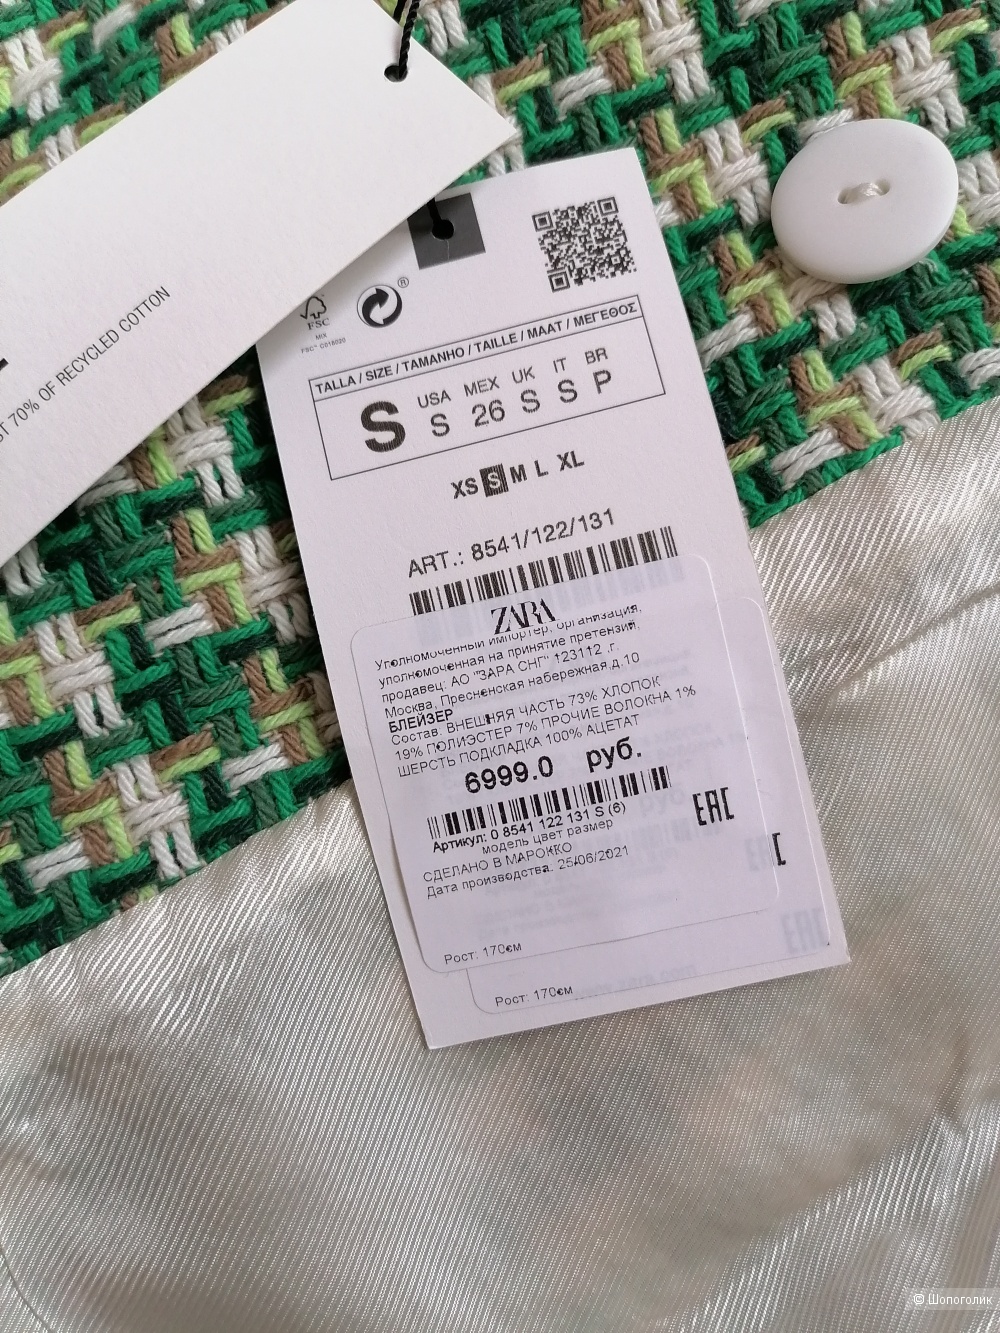 ST 70% OF RECYCLED COTTON
®
FSC
MIX
FSC™ C016020
TALLA / SIZE / TAMANHO / TAILLE / MAAT / ΜΕΓΕΘΟΣ
S
USA MEX UK IT BR
S 26 S S P
XS S M L XL
ART.: 8541/122/131
ZARA
Уполномоченный импортер, организация,
уполномоченная на принятие претензий,
продавец: АО "ЗАРА СНГ" 123112 .г.
Москва, Пресненская набережная д.10
БЛЕЙЗЕР
Состав: ВНЕШНЯЯ ЧАСТЬ 73% ХЛОПОК
19% ПОЛИЭСТЕР 7% ПРОЧИЕ ВОЛОКНА 1%
ШЕРСТЬ ПОДКЛАДКА 100% АЦЕТАТ
6999.0 руб.
Артикул: 0 8541 122 131 S (6)
модель цвет размер
СДЕЛАНО В МАРОККО
Дата производства: 25/06/2021
EAC
Рост: 170см
Рост: 170см
© Шопоголик